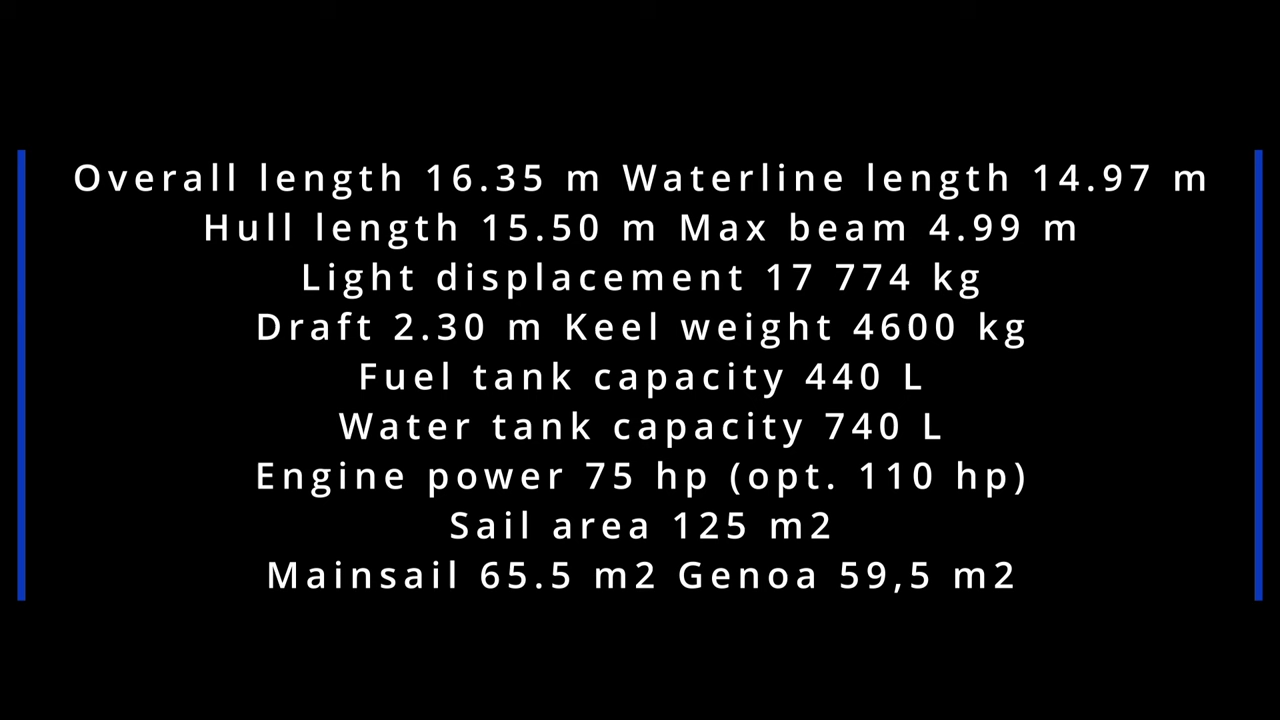 Overall length 16.35 m Waterline length 14.97 m
Hull length 15.50 m Max beam 4.99 m
Light displacement 17 774 kg
Draft 2.30 m Keel weight 4600 kg
Fuel tank capacity 440 L
Water tank capacity 740 L
Engine power 75 hp (opt. 110 hp)
Sail area 125 m2
Mainsail 65.5 m2 Genoa 59,5 m2